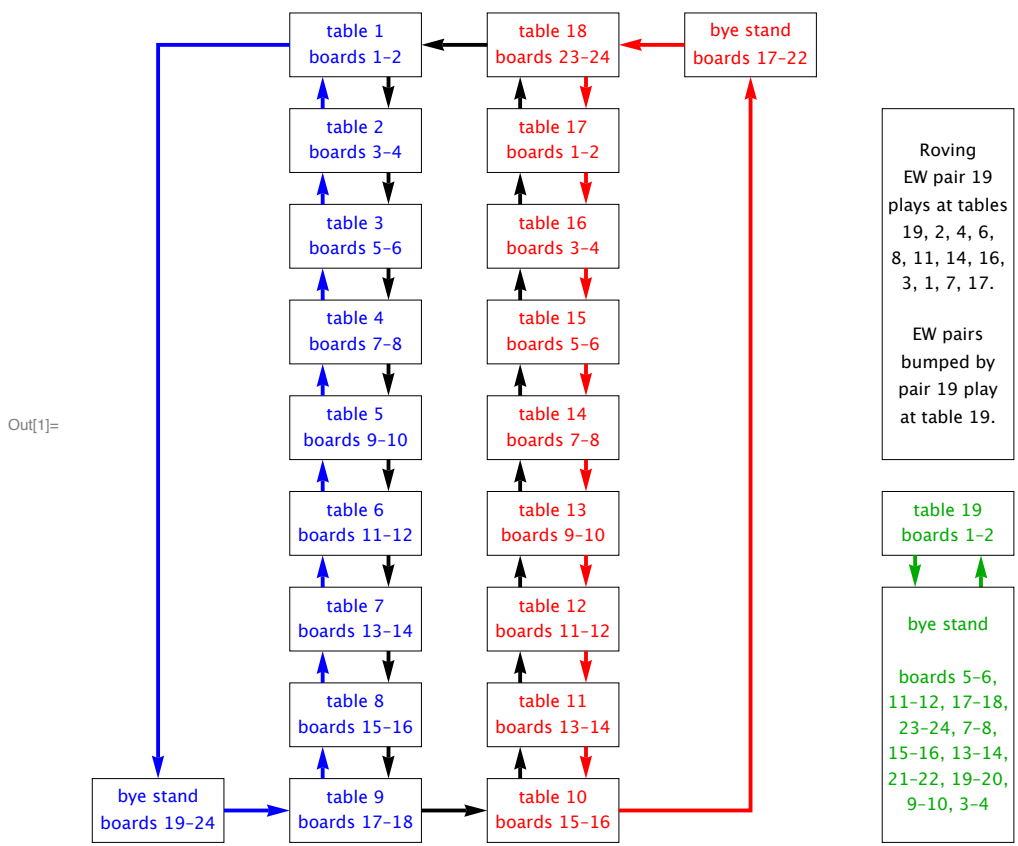 table 1
boards 1–2
table 18
boards 23–24
bye stand
boards 17–22
table 2
boards 3–4
table 17
boards 1–2
table 3
boards 5–6
table 16
boards 3–4
table 4
boards 7–8
table 15
boards 5–6
table 5
boards 9–10
table 14
boards 7–8
Roving
EW pair 19
plays at tables
19, 2, 4, 6,
8, 11, 14, 16,
3, 1, 7, 17.
EW pairs
bumped by
pair 19 play
at table 19.
Out[1]=
table 6
boards 11–12
table 13
boards 9–10
table 19
boards 1–2
table 7
boards 13–14
table 12
boards 11–12
table 8
boards 15–16
table 11
boards 13–14
bye stand
boards 5–6,
11–12, 17–18,
23–24, 7–8,
15–16, 13–14,
21–22, 19–20,
9–10, 3–4
bye stand
boards 19–24
table 9
boards 17–18
table 10
boards 15–16